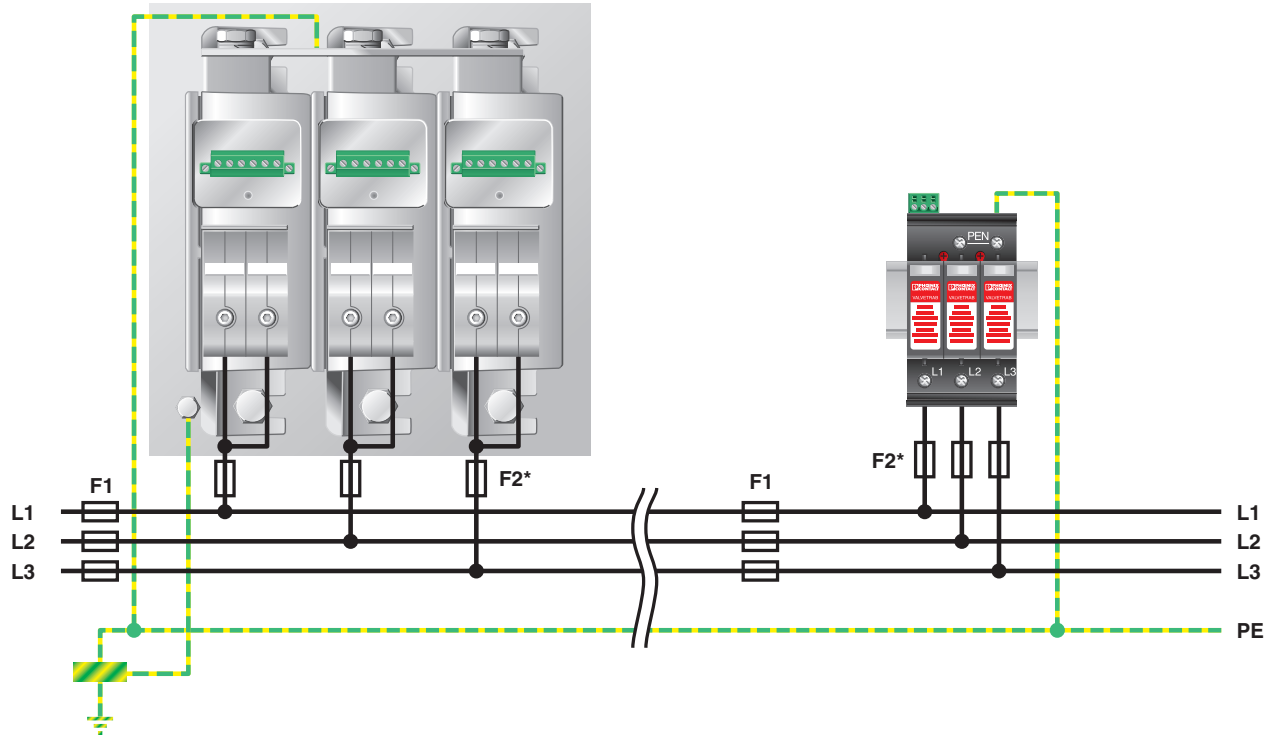 PEN
VALVETRAB VALVETRAB VALVETRAB
L1 L2 L3
F2*
F2*
F1
F1
L1
L1
L2
L2
L3
L3
PE